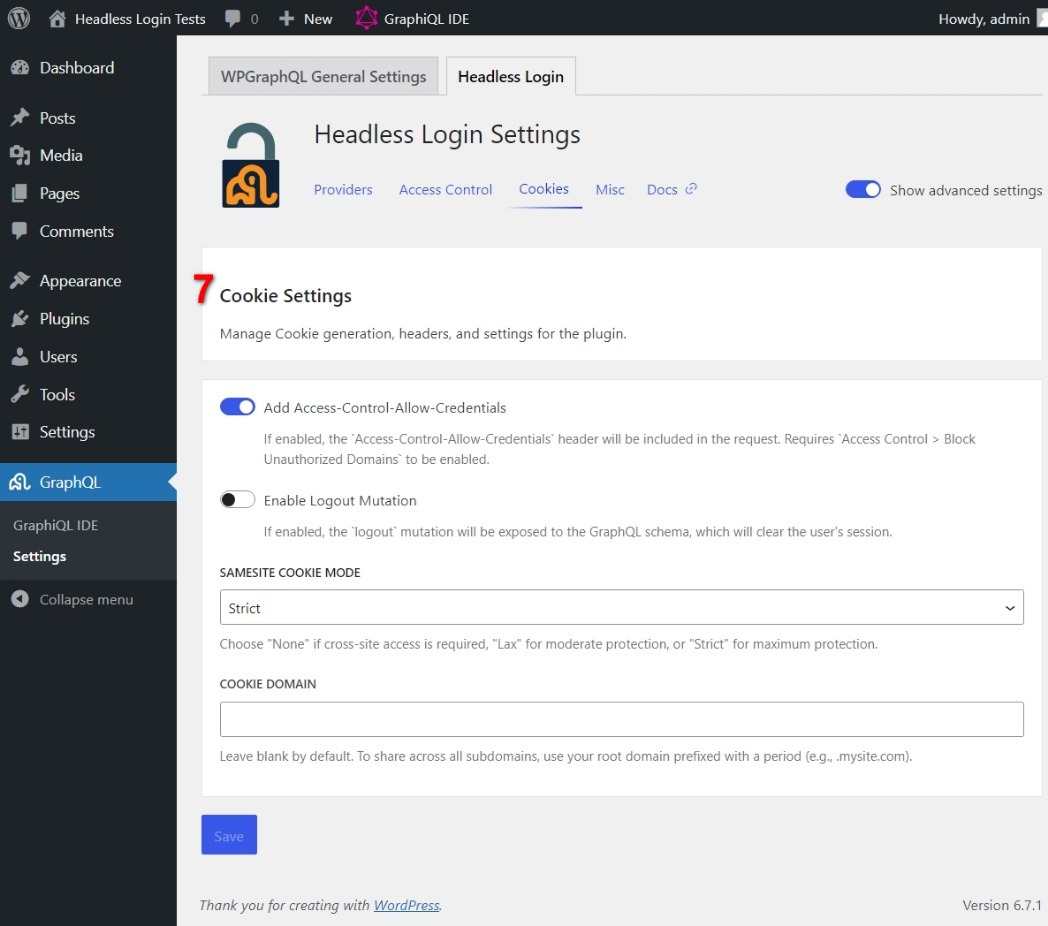 Headless Login Tests 0 New GraphiQL IDE Howdy, admin
Dashboard
Posts
Media
Pages
Comments
Appearance
Plugins
Users
Tools
Settings
GraphQL
GraphiQL IDE
Settings
Collapse menu
WPGraphQL General Settings Headless Login
Headless Login Settings
Providers Access Control Cookies Misc Docs Show advanced settings
7
Cookie Settings
Manage Cookie generation, headers, and settings for the plugin.
Add Access-Control-Allow-Credentials
If enabled, the `Access-Control-Allow-Credentials` header will be included in the request. Requires `Access Control > Block
Unauthorized Domains` to be enabled.
Enable Logout Mutation
If enabled, the `logout` mutation will be exposed to the GraphQL schema, which will clear the user's session.
SAMESITE COOKIE MODE
Strict
Choose "None" if cross-site access is required, "Lax" for moderate protection, or "Strict" for maximum protection.
COOKIE DOMAIN
Leave blank by default. To share across all subdomains, use your root domain prefixed with a period (e.g., .mysite.com).
Save
Thank you for creating with WordPress. Version 6.7.1